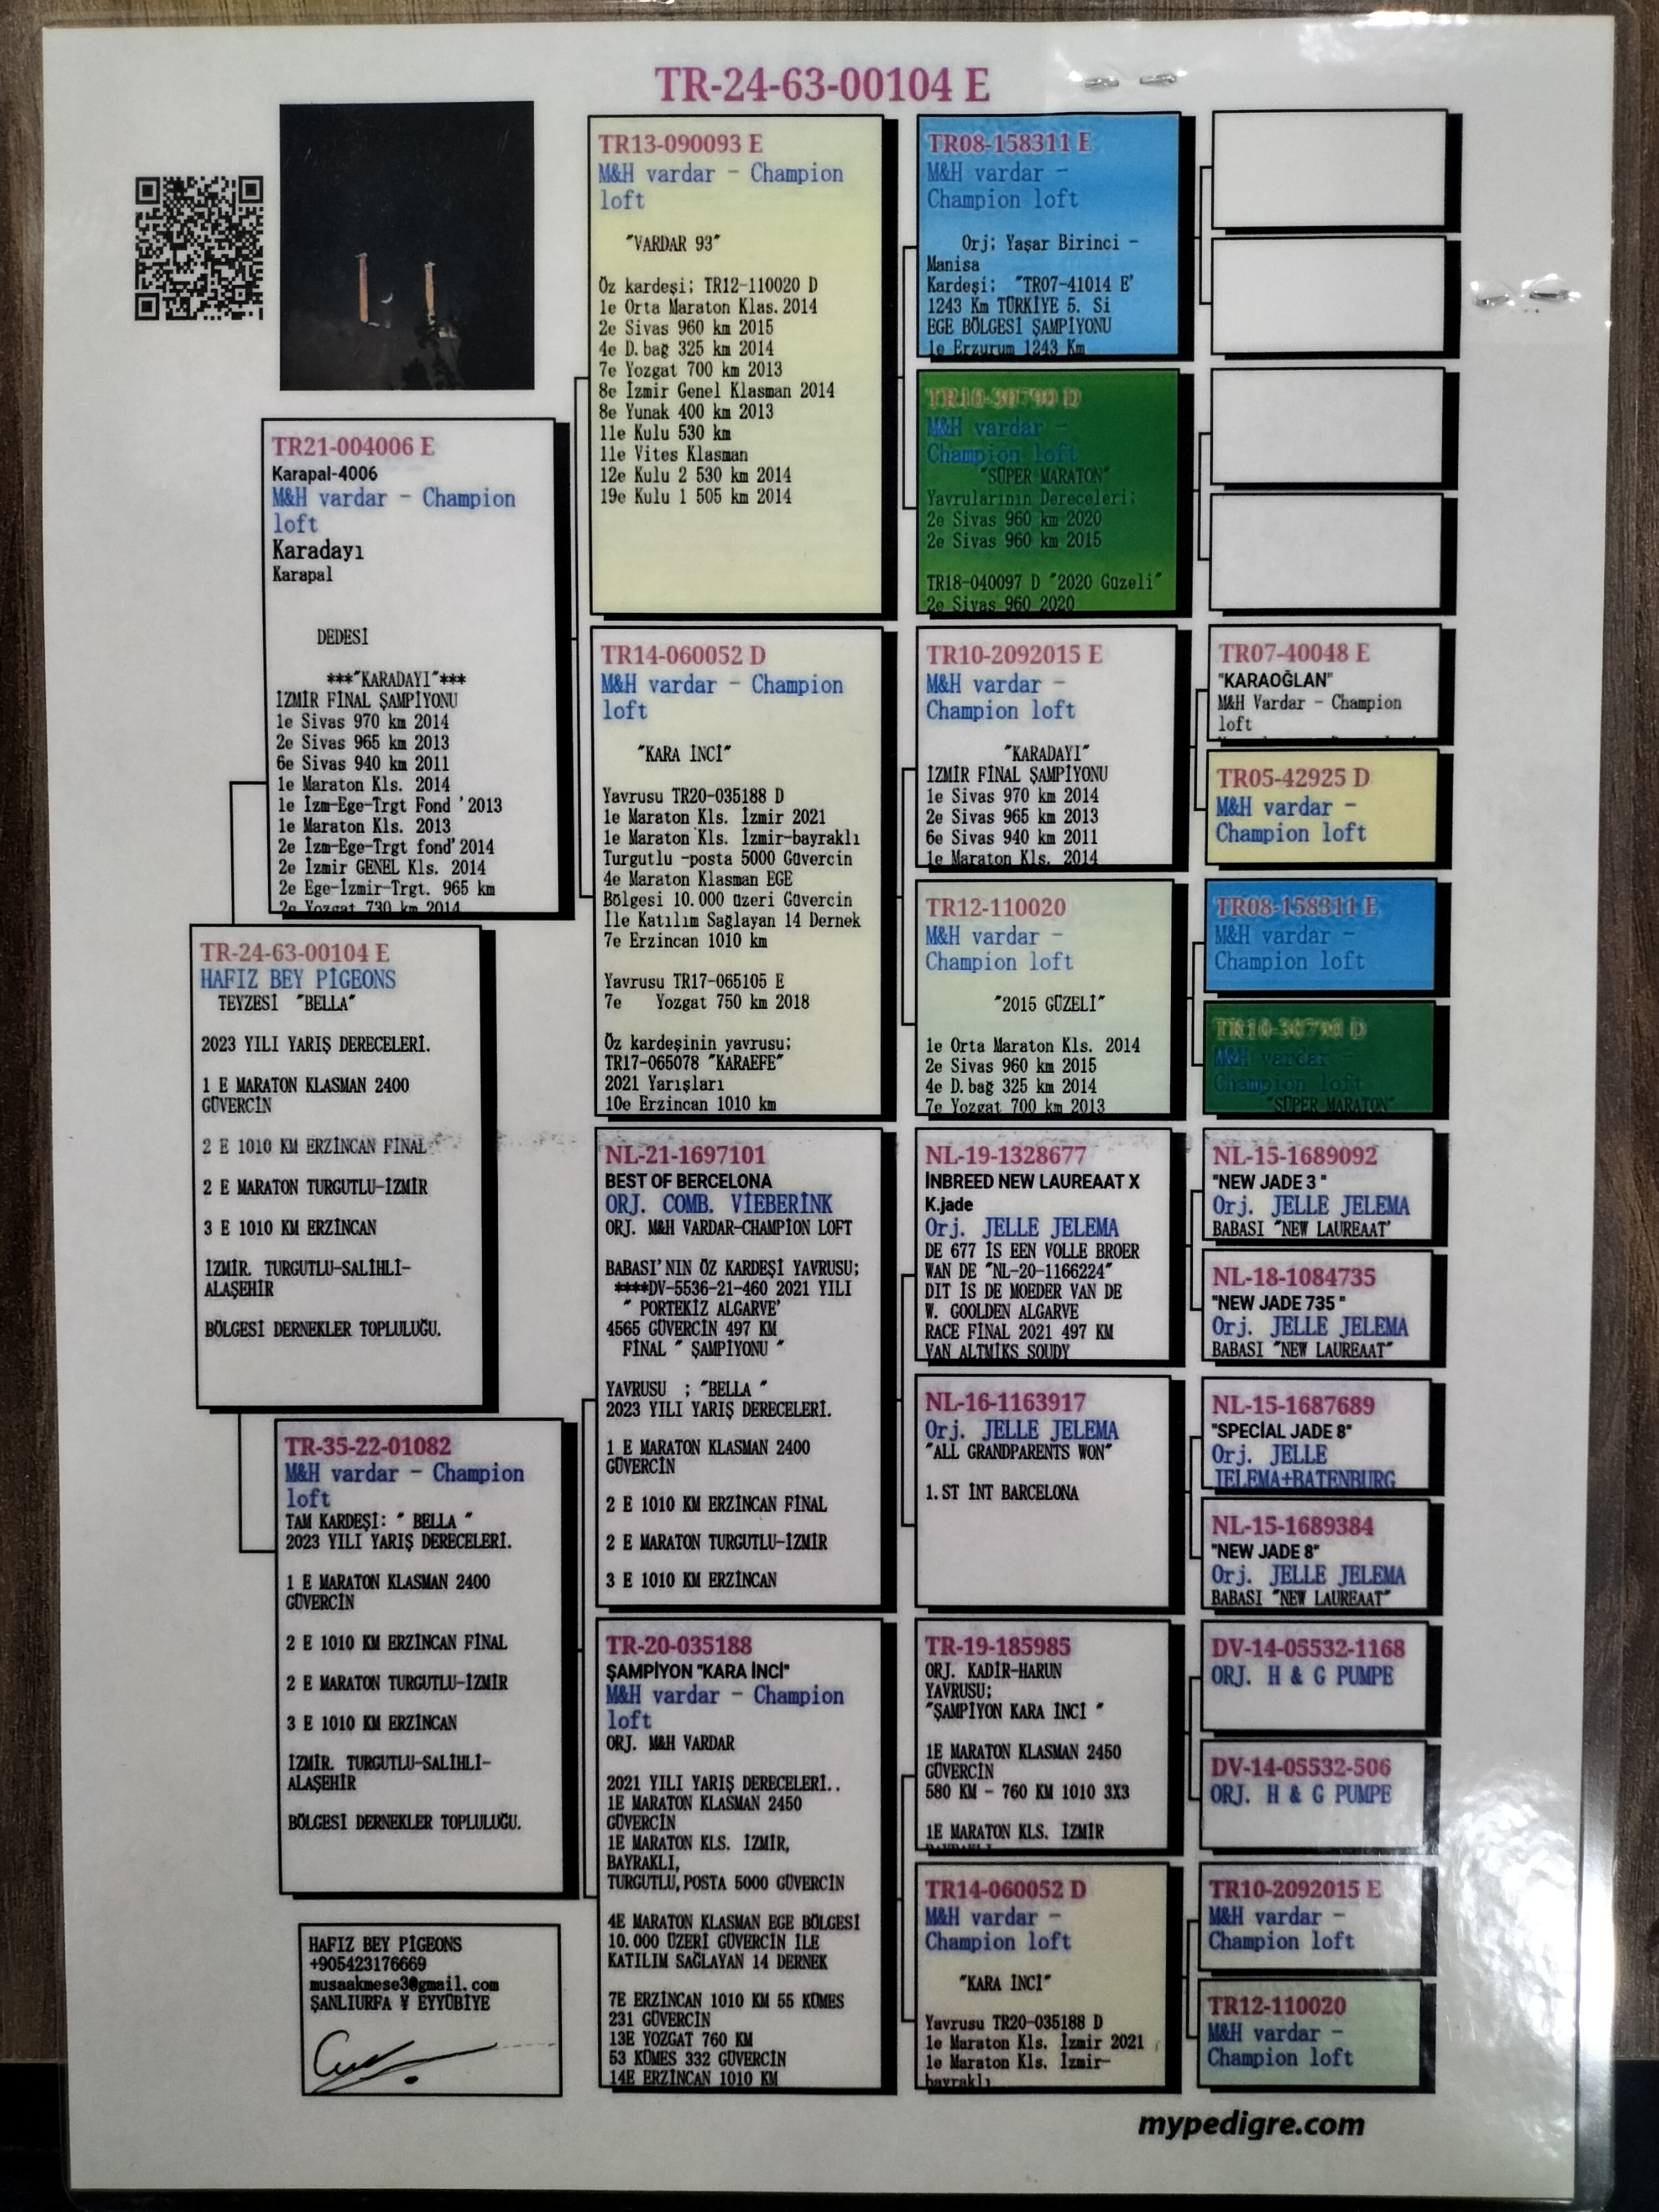 TR-24-63-00104 E
TR21-004006 E
Karapal-4006
M&H vardar - Champion
loft
Karadayı
Karapal
DEDESİ
***"KARADAYI"***
İZMİR FİNAL ŞAMPİYONU
1e Sivas 970 km 2014
2e Sivas 965 km 2013
6e Sivas 940 km 2011
1e Maraton Kls. 2014
1e İzm-Ege-Trgt Fond '2013
1e Maraton Kls. 2013
2e İzm-Ege-Trgt fond'2014
2e İzmir GENEL Kls. 2014
2e Ege-İzmir-Trgt. 965 km
2e Yozgat 730 km 2014
TR-24-63-00104 E
HAFIZ BEY PİGEONS
TEYZESİ "BELLA"
2023 YILI YARIŞ DERECELERİ.
1 E MARATON KLASMAN 2400
GÜVERCİN
2 E 1010 KM ERZİNCAN FİNAL
2 E MARATON TURGUTLU-İZMİR
3 E 1010 KM ERZİNCAN
İZMİR. TURGUTLU-SALİHLİ-
ALAŞEHİR
BÖLGESİ DERNEKLER TOPLULUĞU.
TR-35-22-01082
M&H vardar - Champion
loft
TAM KARDEŞİ: " BELLA "
2023 YILI YARIŞ DERECELERİ.
1 E MARATON KLASMAN 2400
GÜVERCİN
2 E 1010 KM ERZİNCAN FİNAL
2 E MARATON TURGUTLU-İZMİR
3 E 1010 KM ERZİNCAN
İZMİR. TURGUTLU-SALİHLİ-
ALAŞEHİR
BÖLGESİ DERNEKLER TOPLULUĞU.
HAFIZ BEY PİGEONS
+905423176669
musaakmese3@gmail.com
ŞANLIURFA ¥ EYYÜBİYE
TR13-090093 E
M&H vardar - Champion
loft
"VARDAR 93"
Öz kardeşi; TR12-110020 D
1e Orta Maraton Klas.2014
2e Sivas 960 km 2015
4e D.bağ 325 km 2014
7e Yozgat 700 km 2013
8e İzmir Genel Klasman 2014
8e Yunak 400 km 2013
11e Kulu 530 km
11e Vites Klasman
12e Kulu 2 530 km 2014
19e Kulu 1 505 km 2014
TR14-060052 D
M&H vardar - Champion
loft
"KARA İNCİ"
Yavrusu TR20-035188 D
1e Maraton Kls. İzmir 2021
1e Maraton Kls. İzmir-bayraklı
Turgutlu -posta 5000 Güvercin
4e Maraton Klasman EGE
Bölgesi 10.000 üzeri Güvercin
İle Katılım Sağlayan 14 Dernek
7e Erzincan 1010 km
Yavrusu TR17-065105 E
7e Yozgat 750 km 2018
Öz kardeşinin yavrusu;
TR17-065078 "KARAEFE"
2021 Yarışları
10e Erzincan 1010 km
NL-21-1697101
BEST OF BERCELONA
ORJ. COMB. VİEBERİNK
ORJ. M&H VARDAR-CHAMPİON LOFT
BABASI'NIN ÖZ KARDEŞİ YAVRUSU;
****DV-5536-21-460 2021 YILI
" PORTEKİZ ALGARVE'
4565 GÜVERCİN 497 KM
FİNAL " ŞAMPİYONU "
YAVRUSU ; "BELLA "
2023 YILI YARIŞ DERECELERİ.
1 E MARATON KLASMAN 2400
GÜVERCİN
2 E 1010 KM ERZİNCAN FİNAL
2 E MARATON TURGUTLU-İZMİR
3 E 1010 KM ERZİNCAN
TR-20-035188
ŞAMPİYON "KARA İNCİ"
M&H vardar - Champion
loft
ORJ. M&H VARDAR
2021 YILI YARIŞ DERECELERİ..
1E MARATON KLASMAN 2450
GÜVERCİN
1E MARATON KLS. İZMİR,
BAYRAKLI,
TURGUTLU,POSTA 5000 GÜVERCİN
4E MARATON KLASMAN EGE BÖLGESİ
10.000 ÜZERİ GÜVERCİN İLE
KATILIM SAĞLAYAN 14 DERNEK
7E ERZİNCAN 1010 KM 55 KÜMES
231 GÜVERCİN
13E YOZGAT 760 KM
53 KÜMES 332 GÜVERCİN
14E ERZİNCAN 1010 KM
TR08-158311 E
M&H vardar -
Champion loft
Orj; Yaşar Birinci -
Manisa
Kardeşi; "TR07-41014 E'
1243 Km TÜRKİYE 5. Si
EGE BÖLGESİ ŞAMPİYONU
1e Erzurum 1243 Km
TR10-30790 D
M&H vardar -
Champion loft
"SÜPER MARATON"
Yavrularının Dereceleri;
2e Sivas 960 km 2020
2e Sivas 960 km 2015
TR18-040097 D "2020 Güzeli"
2e Sivas 960 2020
TR10-2092015 E
M&H vardar -
Champion loft
"KARADAYI"
İZMİR FİNAL ŞAMPİYONU
1e Sivas 970 km 2014
2e Sivas 965 km 2013
6e Sivas 940 km 2011
1e Maraton Kls. 2014
TR12-110020
M&H vardar -
Champion loft
"2015 GÜZELİ"
1e Orta Maraton Kls. 2014
2e Sivas 960 km 2015
4e D.bağ 325 km 2014
7e Yozgat 700 km 2013
NL-19-1328677
İNBREED NEW LAUREAAT X
K.jade
Orj. JELLE JELEMA
DE 677 İS EEN VOLLE BROER
WAN DE "NL-20-1166224"
DIT İS DE MOEDER VAN DE
W. GOOLDEN ALGARVE
RACE FİNAL 2021 497 KM
VAN ALTMİKS SOUDY
NL-16-1163917
Orj. JELLE JELEMA
"ALL GRANDPARENTS WON"
1.ST İNT BARCELONA
TR-19-185985
ORJ. KADİR-HARUN
YAVRUSU;
"ŞAMPİYON KARA İNCİ "
1E MARATON KLASMAN 2450
GÜVERCİN
580 KM - 760 KM 1010 3X3
1E MARATON KLS. İZMİR
TR14-060052 D
M&H vardar -
Champion loft
"KARA İNCİ"
Yavrusu TR20-035188 D
1e Maraton Kls. İzmir 2021
1e Maraton Kls. İzmir-
bayraklı
TR07-40048 E
"KARAOĞLAN"
M&H Vardar - Champion
loft
TR05-42925 D
M&H vardar -
Champion loft
TR08-158311 E
M&H vardar -
Champion loft
TR10-30790 D
M&H vardar -
Champion loft
"SÜPER MARATON"
NL-15-1689092
"NEW JADE 3 "
Orj. JELLE JELEMA
BABASI "NEW LAUREAAT'
NL-18-1084735
"NEW JADE 735 "
Orj. JELLE JELEMA
BABASI "NEW LAUREAAT"
NL-15-1687689
"SPECİAL JADE 8"
Orj. JELLE
JELEMA+BATENBURG
NL-15-1689384
"NEW JADE 8"
Orj. JELLE JELEMA
BABASI "NEW LAUREAAT"
DV-14-05532-1168
ORJ. H & G PUMPE
DV-14-05532-506
ORJ. H & G PUMPE
TR10-2092015 E
M&H vardar -
Champion loft
TR12-110020
M&H vardar -
Champion loft
mypedigre.com